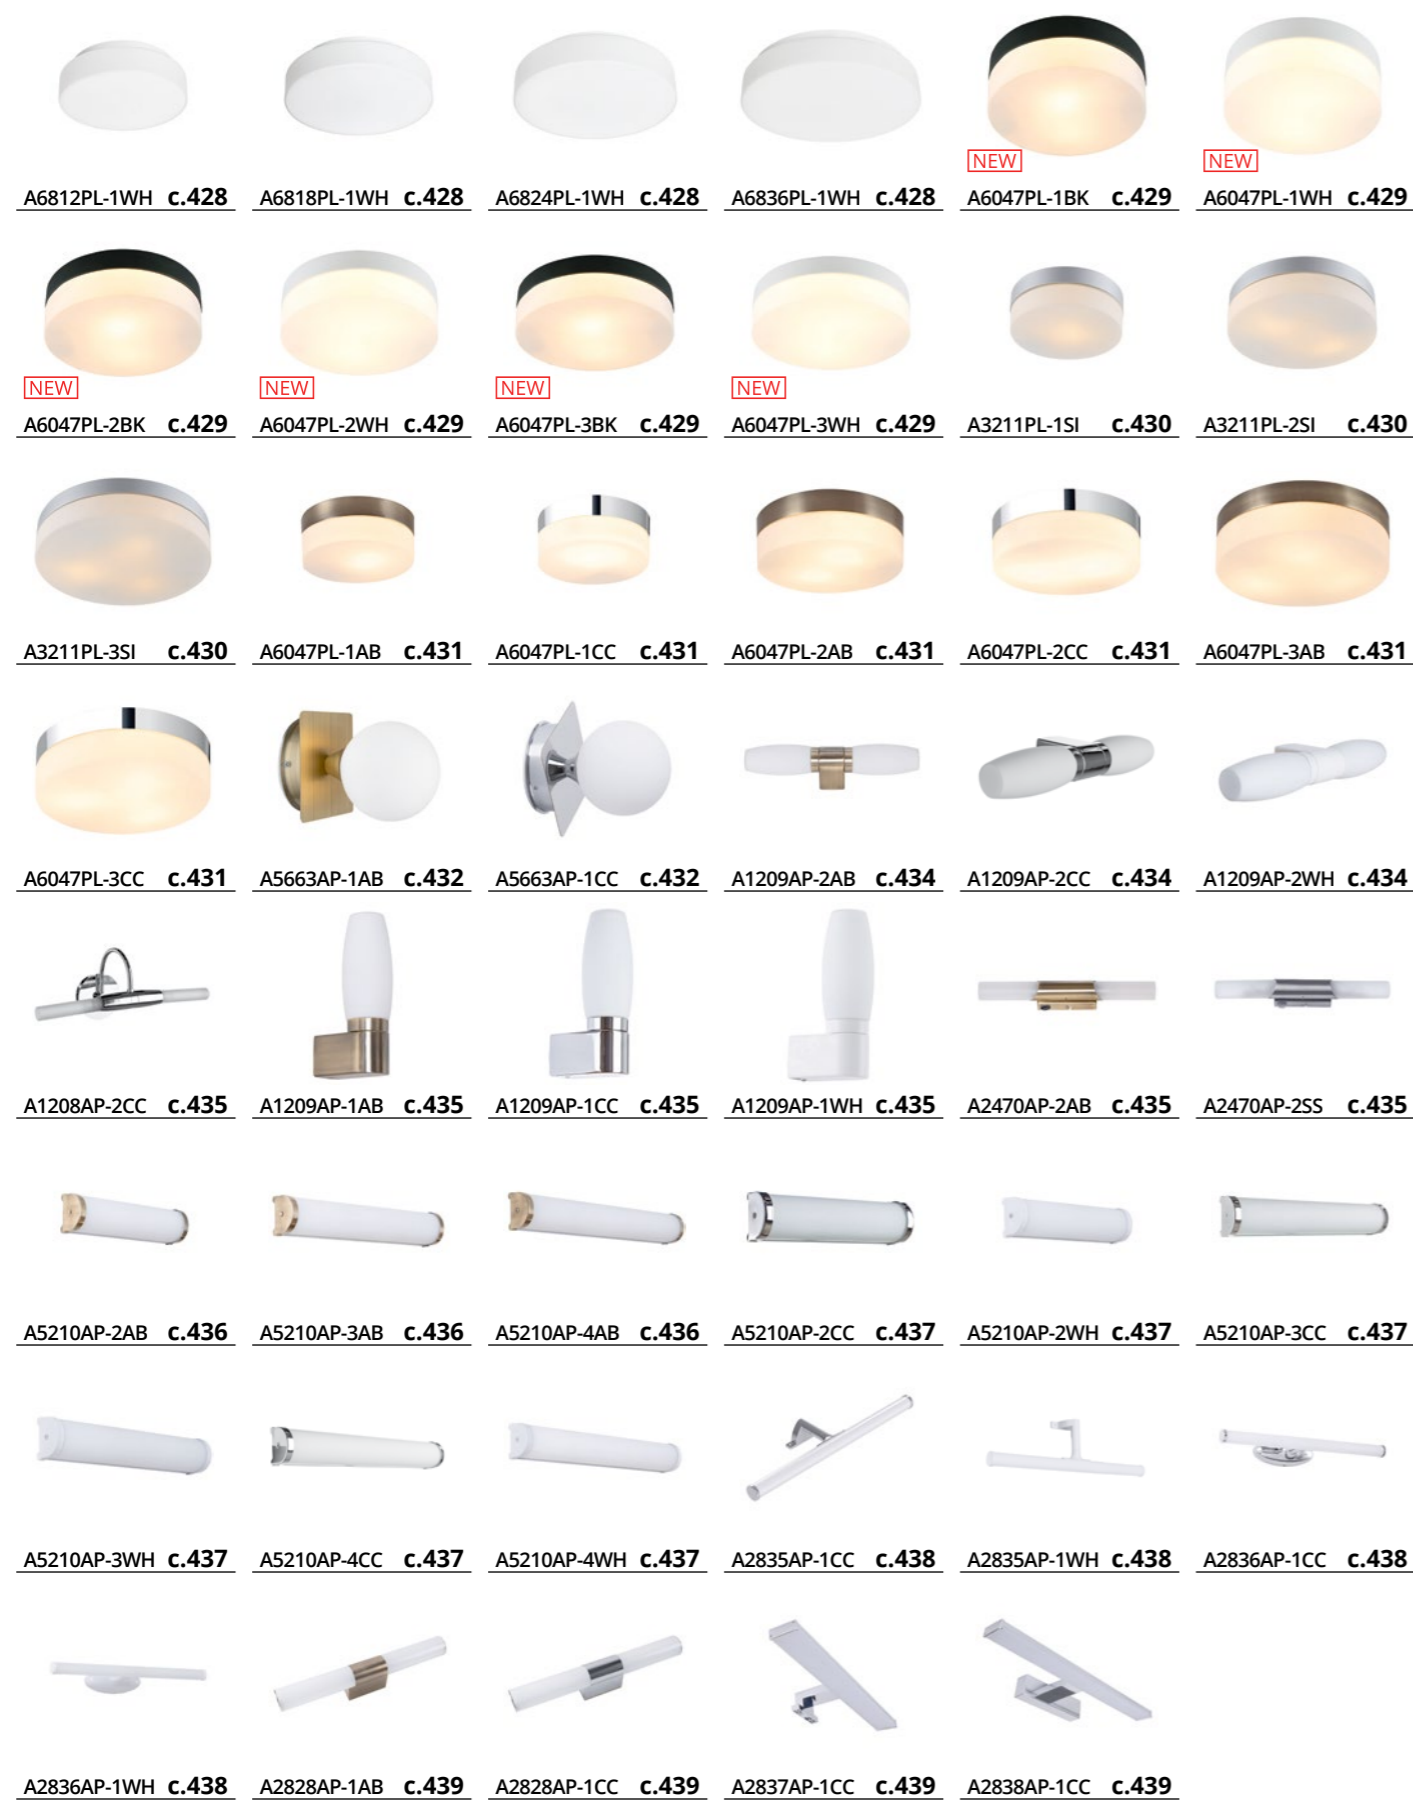 NEW NEW
A6812PL-1WH c.428 A6818PL-1WH c.428 A6824PL-1WH c.428 A6836PL-1WH c.428 A6047PL-1BK c.429 A6047PL-1WH c.429
NEW NEW NEW NEW
A6047PL-2BK c.429 A6047PL-2WH c.429 A6047PL-3BK c.429 A6047PL-3WH c.429 A3211PL-1SI c.430 A3211PL-2SI c.430
A3211PL-3SI c.430 A6047PL-1AB c.431 A6047PL-1CC c.431 A6047PL-2AB c.431 A6047PL-2CC c.431 A6047PL-3AB c.431
A6047PL-3CC c.431 A5663AP-1AB c.432 A5663AP-1CC c.432 A1209AP-2AB c.434 A1209AP-2CC c.434 A1209AP-2WH c.434
A1208AP-2CC c.435 A1209AP-1AB c.435 A1209AP-1CC c.435 A1209AP-1WH c.435 A2470AP-2AB c.435 A2470AP-2SS c.435
A5210AP-2AB c.436 A5210AP-3AB c.436 A5210AP-4AB c.436 A5210AP-2CC c.437 A5210AP-2WH c.437 A5210AP-3CC c.437
A5210AP-3WH c.437 A5210AP-4CC c.437 A5210AP-4WH c.437 A2835AP-1CC c.438 A2835AP-1WH c.438 A2836AP-1CC c.438
A2836AP-1WH c.438 A2828AP-1AB c.439 A2828AP-1CC c.439 A2837AP-1CC c.439 A2838AP-1CC c.439